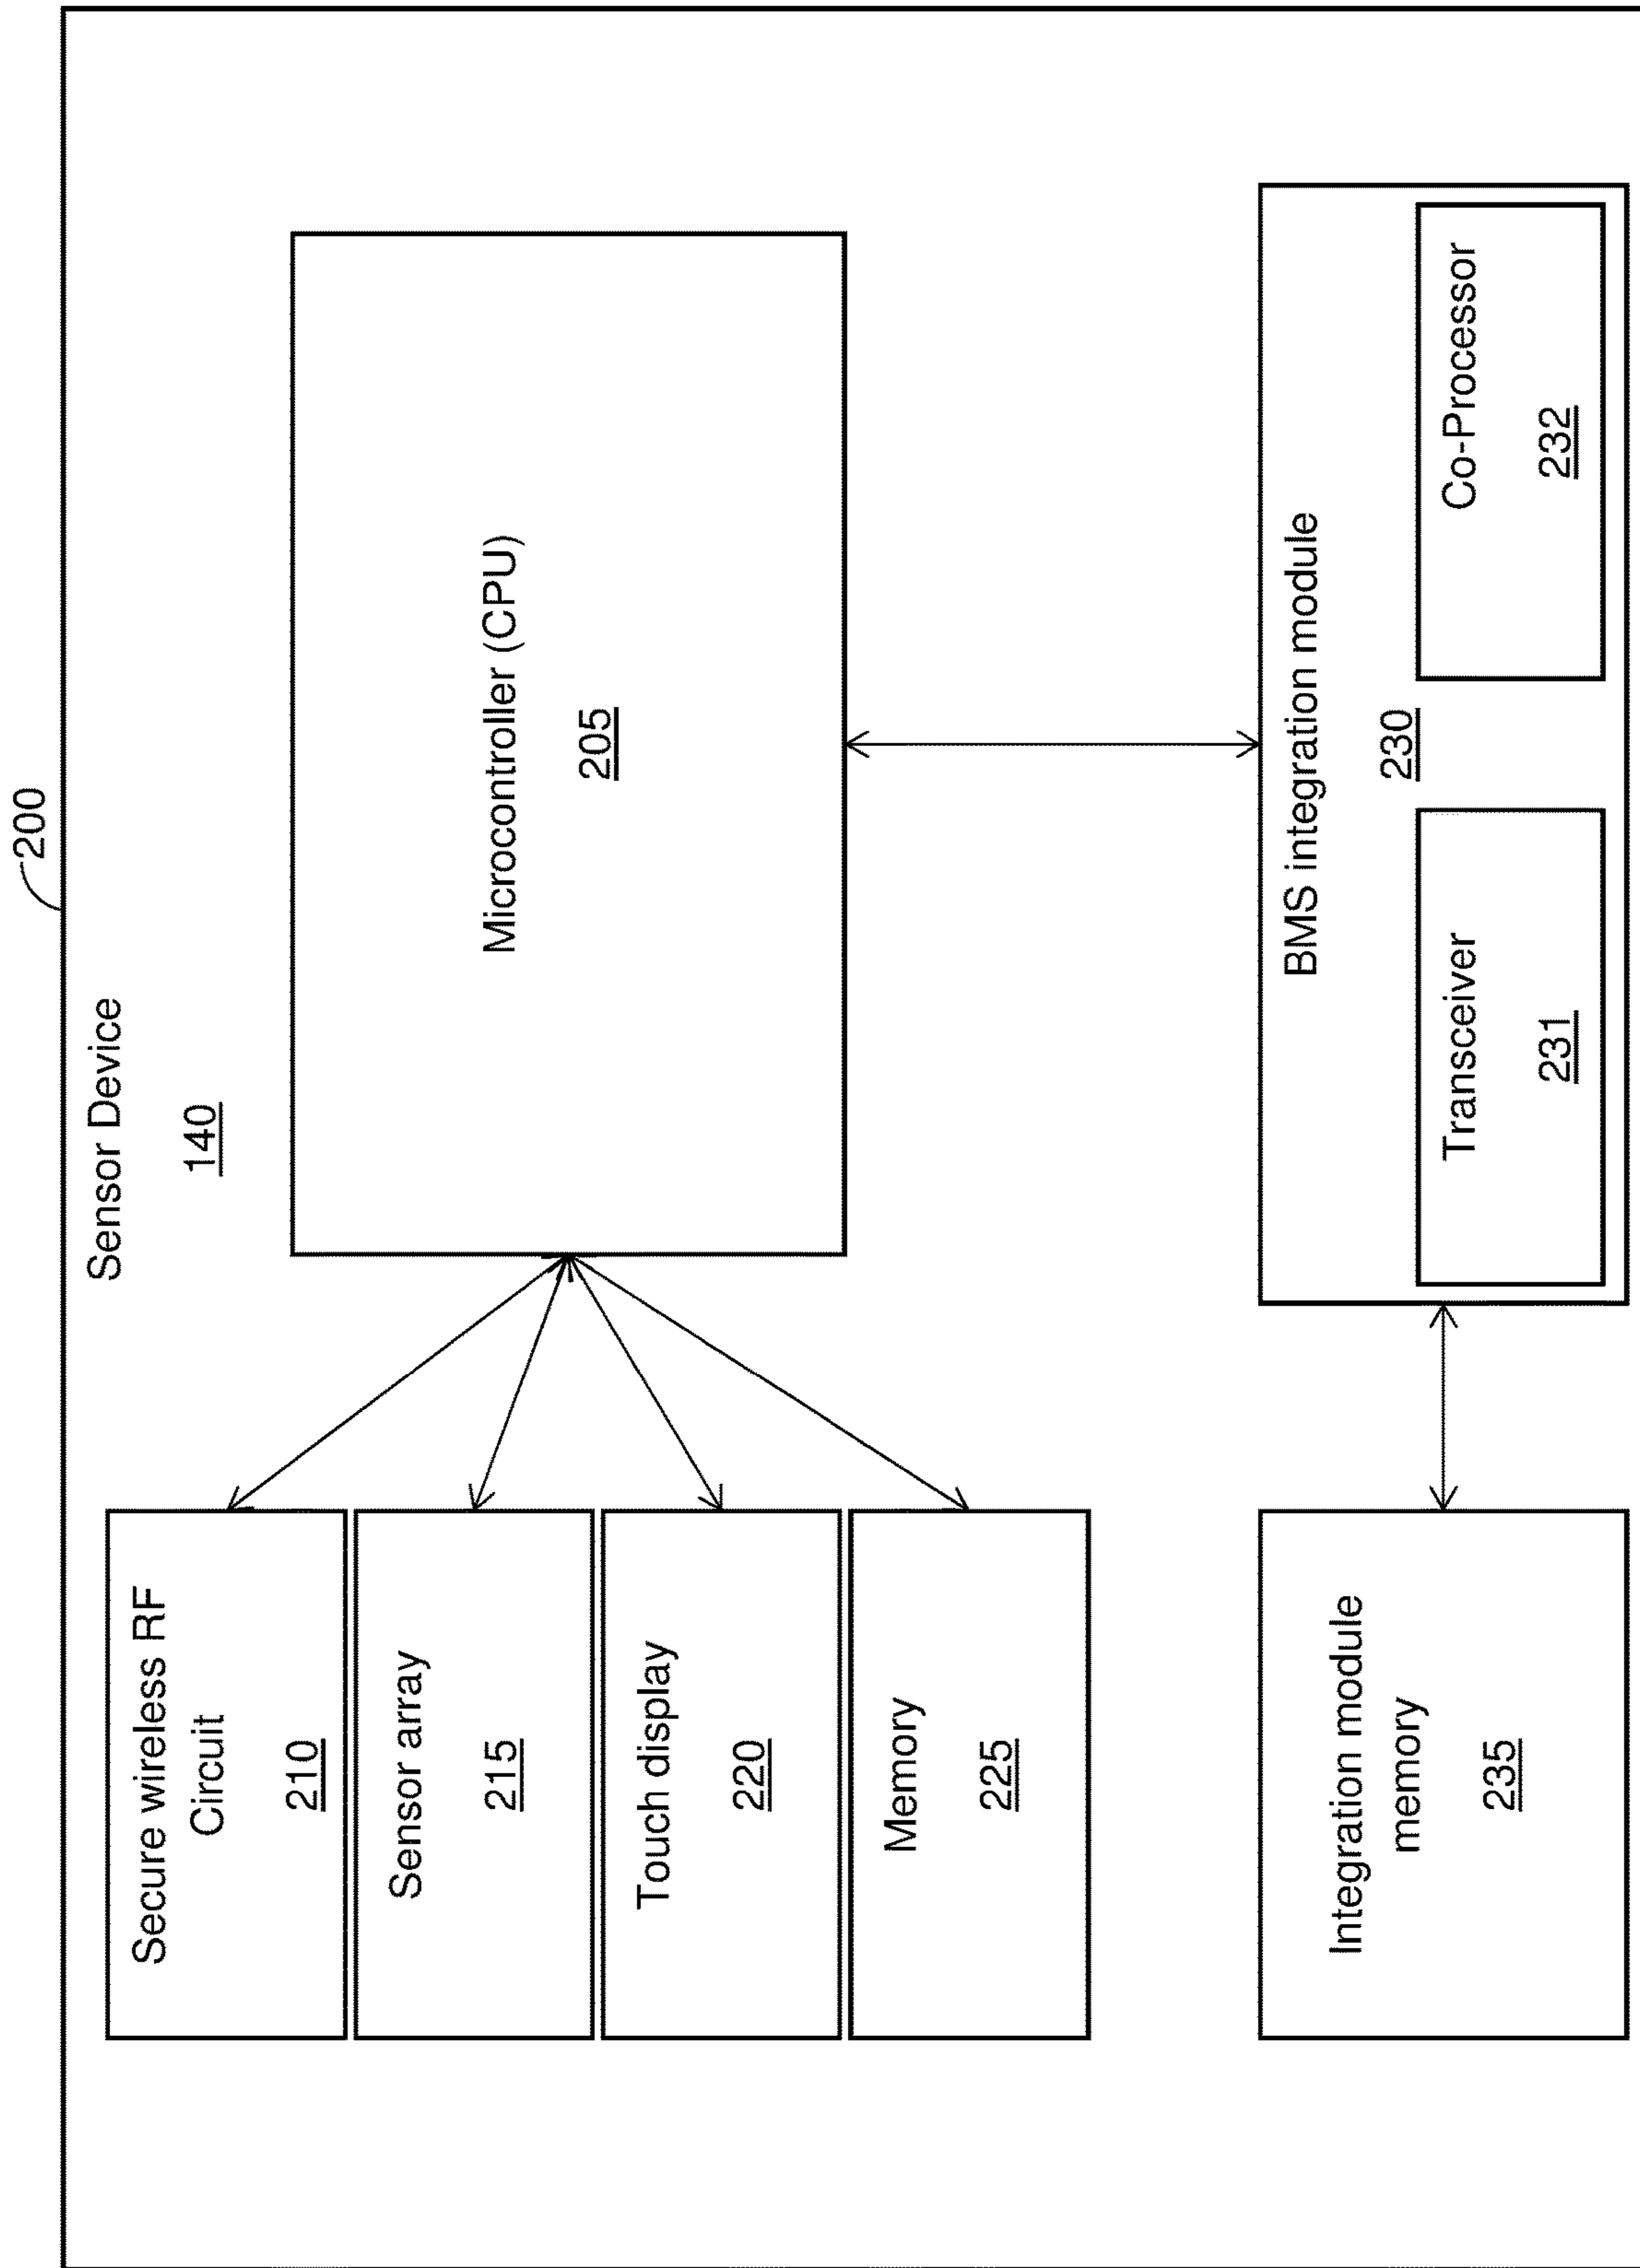 200
Sensor Device
140
Secure wireless RF
Circuit
210
Sensor array
215
Touch display
220
Memory
225
Microcontroller (CPU)
205
Integration module
memory
235
BMS integration module
230
Transceiver
231
Co-Processor
232